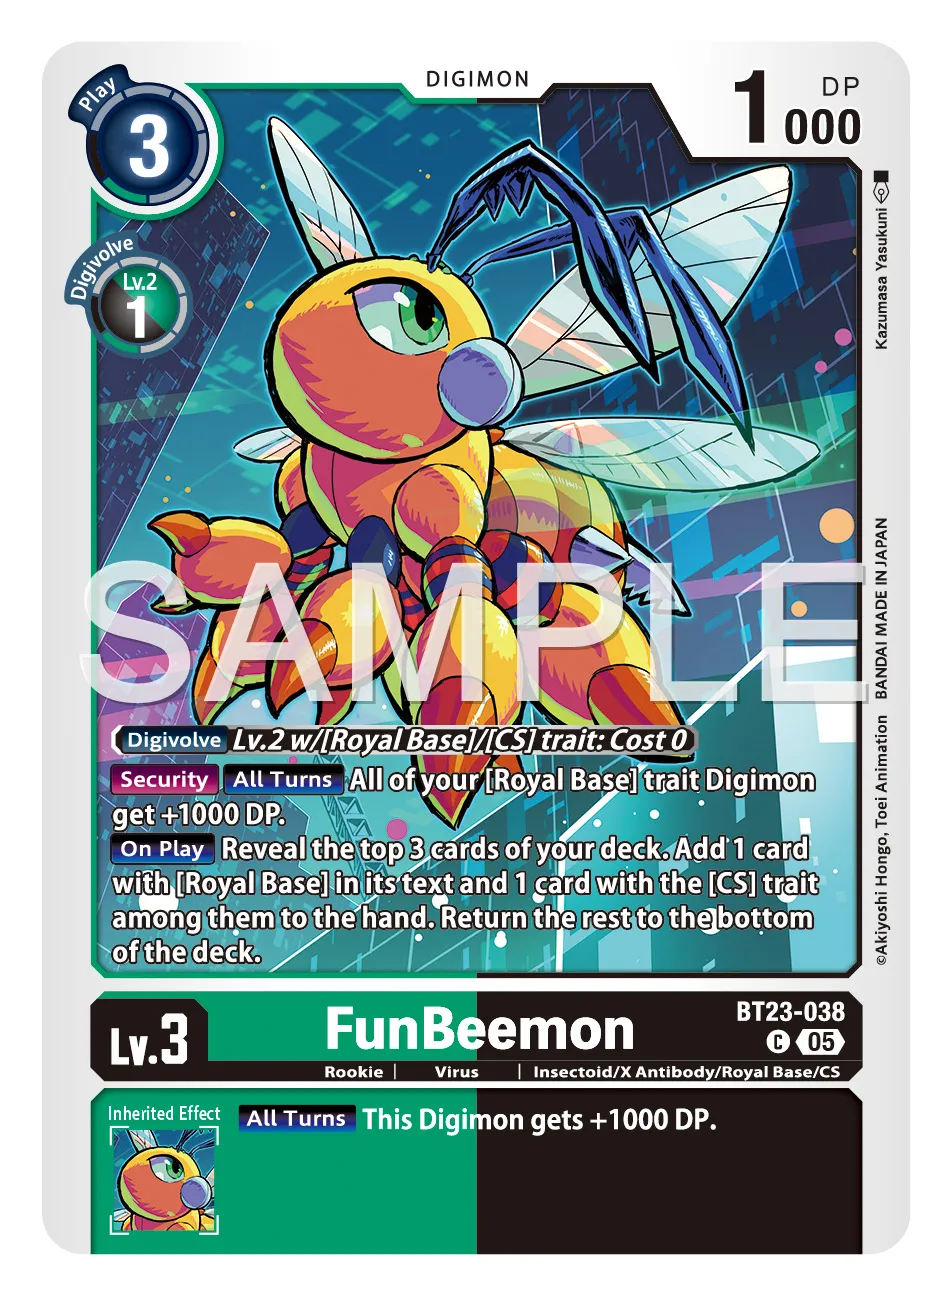 DIGIMON
Play
3
1000
DP
Digivolve
Lv.2
1
Kazumasa Yasukuni
SAMPLE
BANDAI MADE IN JAPAN
©Akiyoshi Hongo, Toei Animation
Digivolve Lv.2 w/[Royal Base]/[CS] trait: Cost 0
Security All Turns All of your [Royal Base] trait Digimon
get +1000 DP.
On Play Reveal the top 3 cards of your deck. Add 1 card
with [Royal Base] in its text and 1 card with the [CS] trait
among them to the hand. Return the rest to the bottom
of the deck.
Lv.3
FunBeemon
BT23-038
C 05
Rookie | Virus | Insectoid/X Antibody/Royal Base/CS
Inherited Effect
All Turns This Digimon gets +1000 DP.